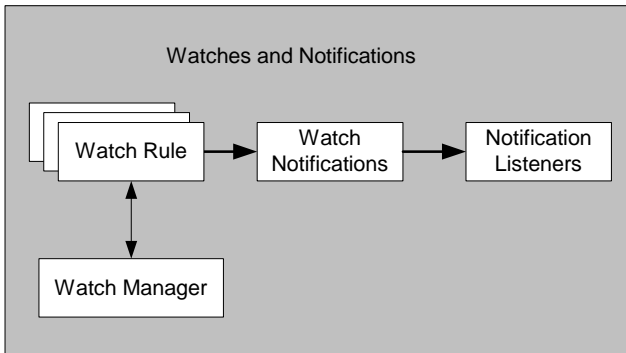 Watches and Notifications
Watch Rule
Watch
Notifications
Notification
Listeners
Watch Manager